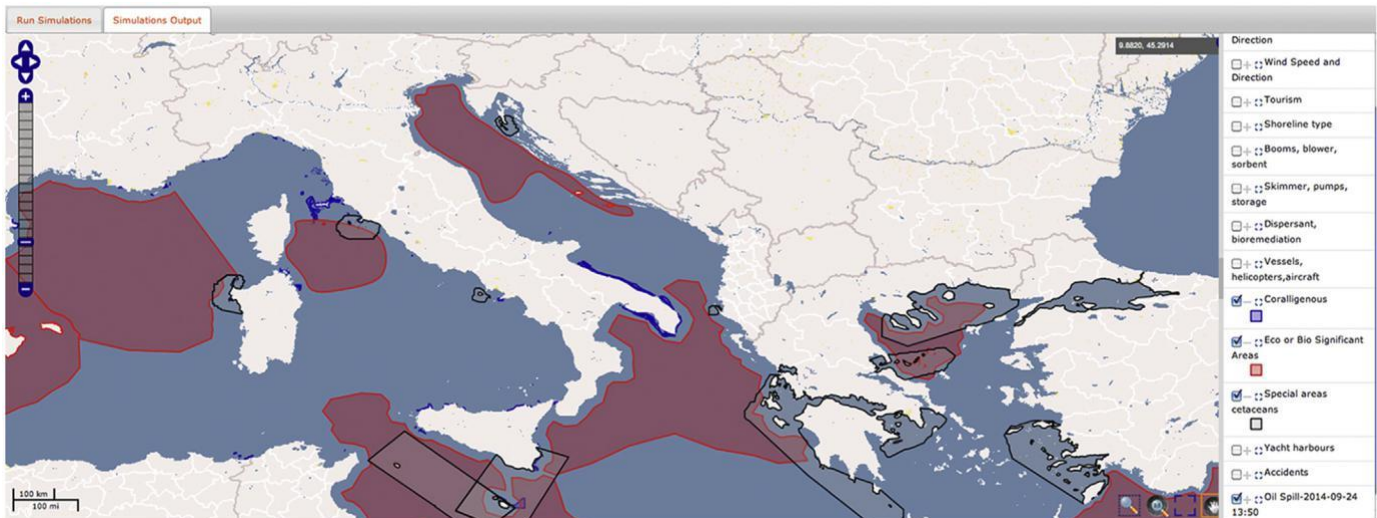 Run Simulations
Simulations Output
9.8820, 45.2914
Direction
Wind Speed and
Direction
Tourism
Shoreline type
Booms, blower,
sorbent
Skimmer, pumps,
storage
Dispersant,
bioremediation
Vessels,
helicopters,aircraft
Coralligenous
Eco or Bio Significant
Areas
Special areas
cetaceans
Yacht harbours
Accidents
Oil Spill-2014-09-24
13:50
100 km
100 mi